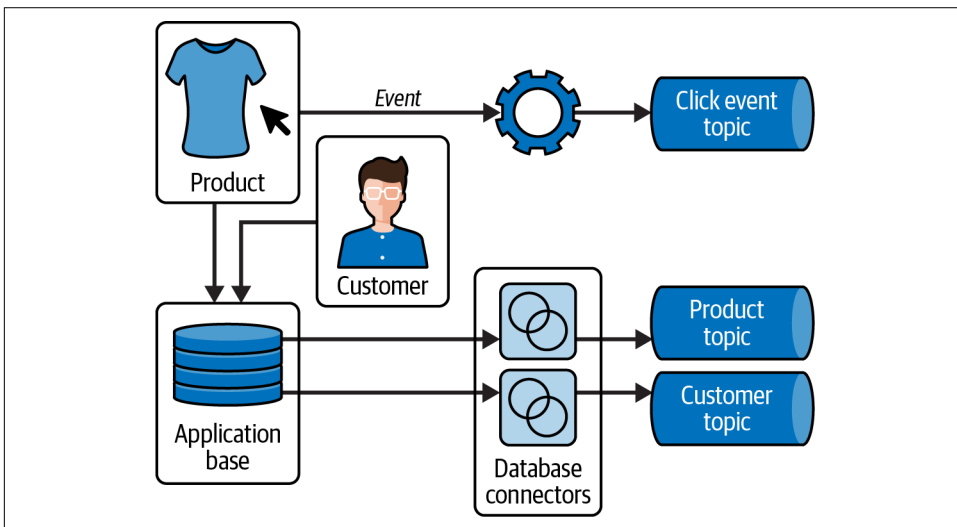 Event
Click event
topic
Product
Customer
Product
topic
Application
base
Customer
topic
Database
connectors